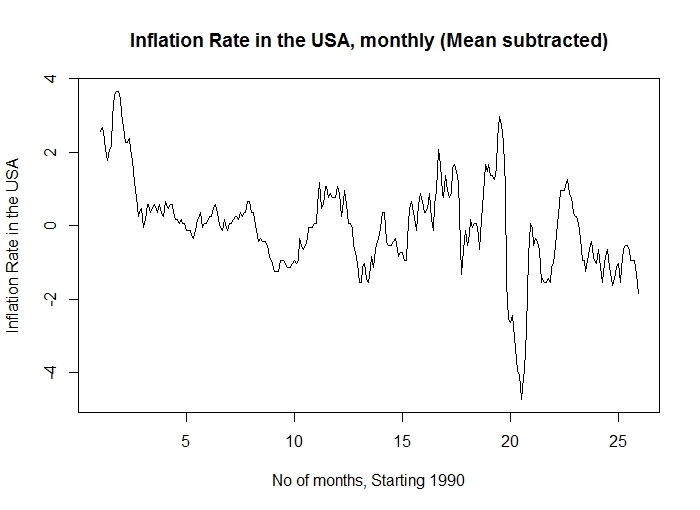 Inflation Rate in the USA, monthly (Mean subtracted)
Inflation Rate in the USA
4
2
0
-2
-4
5 10 15 20 25
No of months, Starting 1990